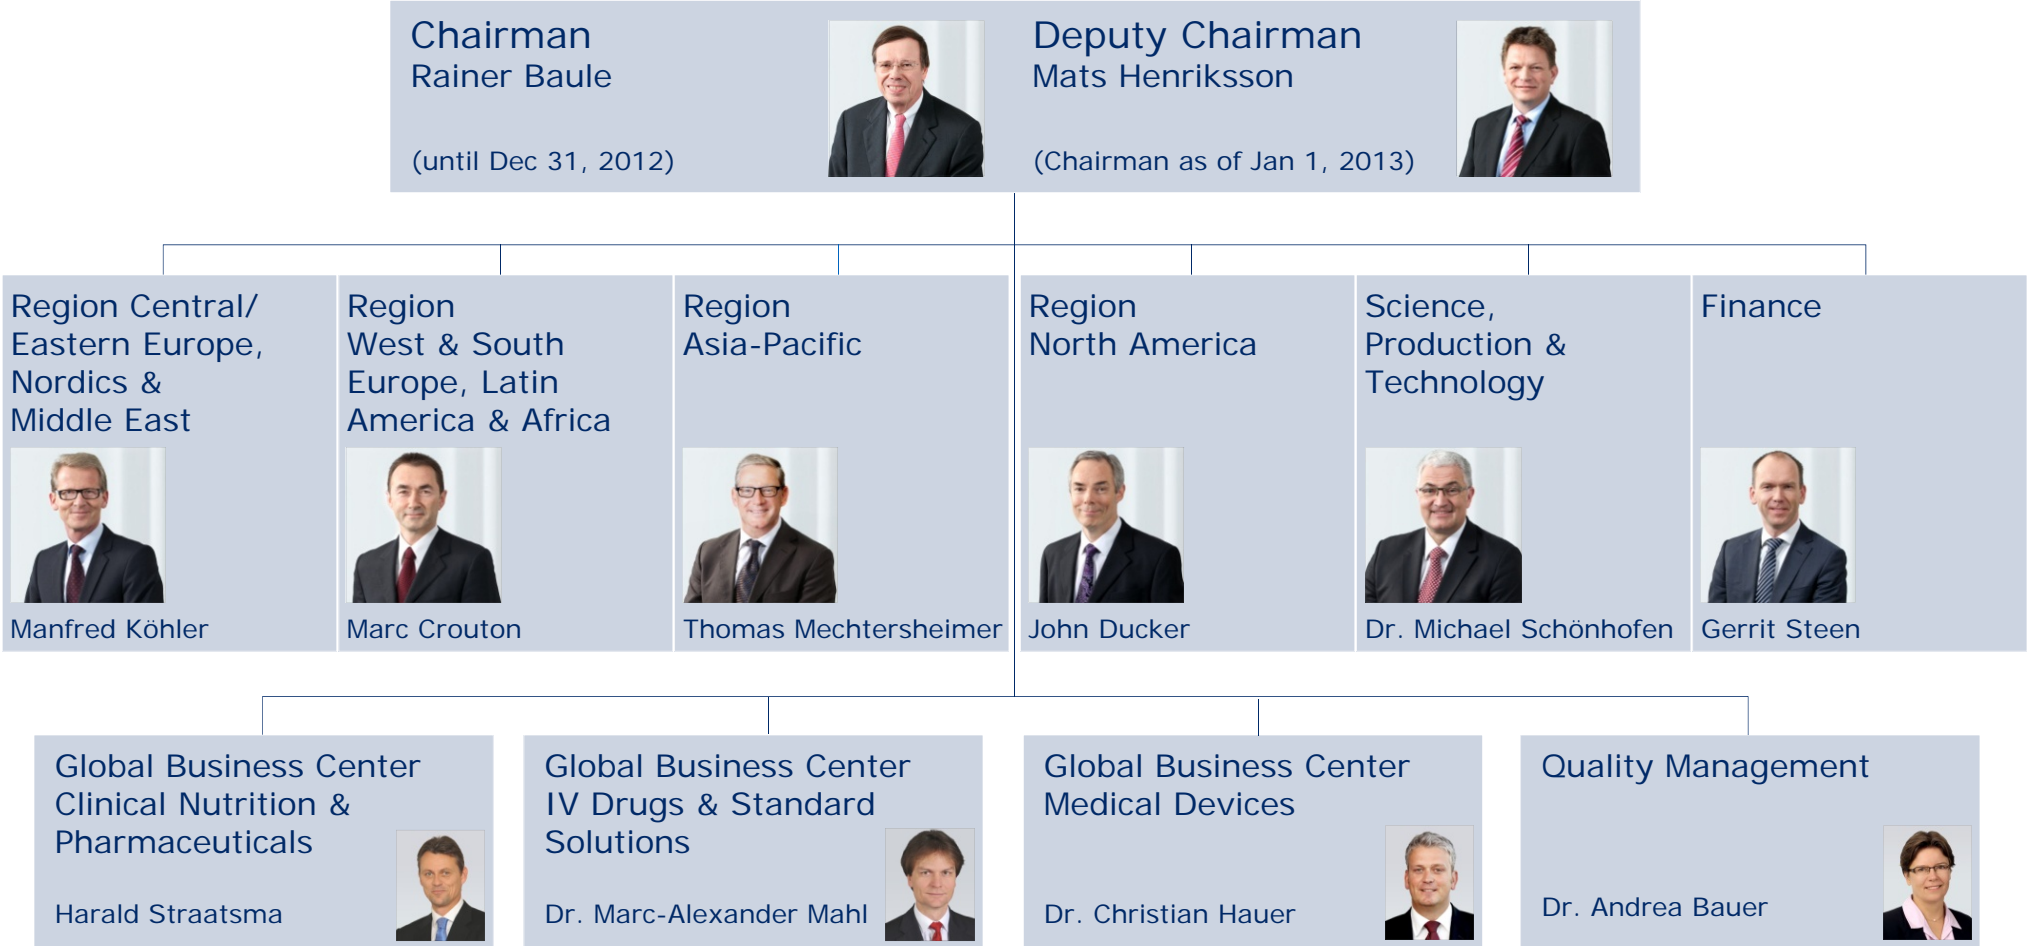 Chairman
Rainer Baule
(until Dec 31, 2012)
Deputy Chairman
Mats Henriksson
(Chairman as of Jan 1, 2013)
Region Central/
Eastern Europe,
Nordics &
Middle East
Manfred Köhler
Region
West & South
Europe, Latin
America & Africa
Marc Crouton
Region
Asia-Pacific
Thomas Mechtersheimer
Region
North America
John Ducker
Science,
Production &
Technology
Dr. Michael Schönhofen
Finance
Gerrit Steen
Global Business Center
Clinical Nutrition &
Pharmaceuticals
Harald Straatsma
Global Business Center
IV Drugs & Standard
Solutions
Dr. Marc-Alexander Mahl
Global Business Center
Medical Devices
Dr. Christian Hauer
Quality Management
Dr. Andrea Bauer